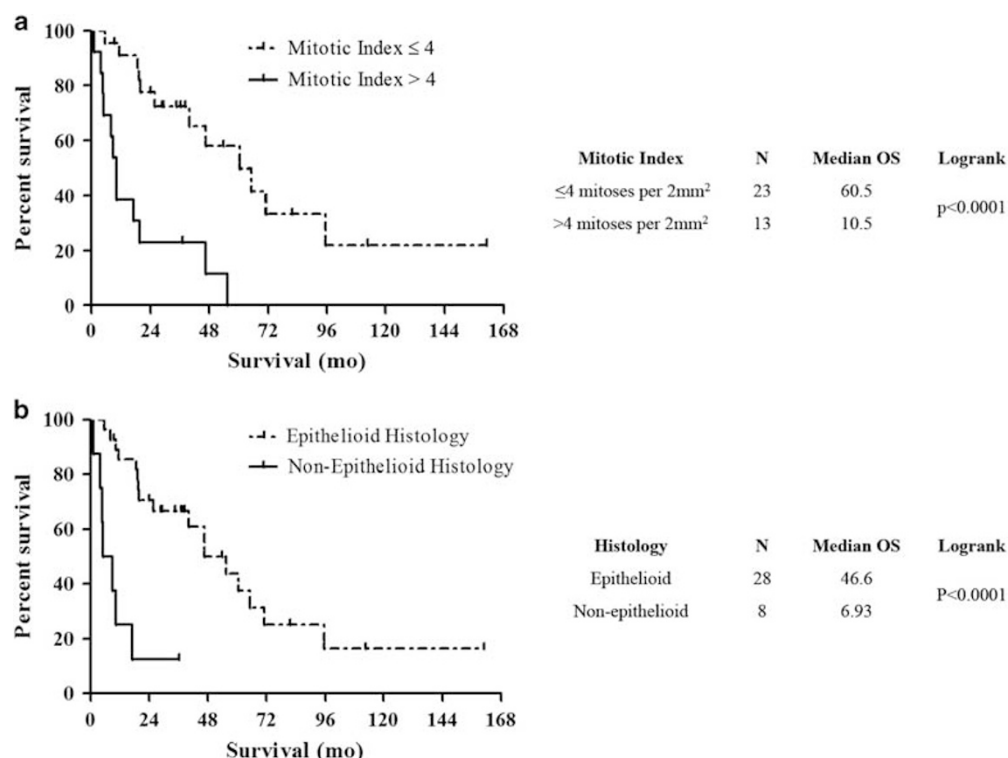 a
100
80
60
40
20
0
Percent survival
Mitotic Index ≤ 4
Mitotic Index > 4
0 24 48 72 96 120 144 168
Survival (mo)
Mitotic Index N Median OS Logrank
≤4 mitoses per 2mm² 23 60.5
p<0.0001
>4 mitoses per 2mm² 13 10.5
b
100
80
60
40
20
0
Percent survival
Epithelioid Histology
Non-Epithelioid Histology
0 24 48 72 96 120 144 168
Survival (mo)
Histology N Median OS Logrank
Epithelioid 28 46.6
P<0.0001
Non-epithelioid 8 6.93